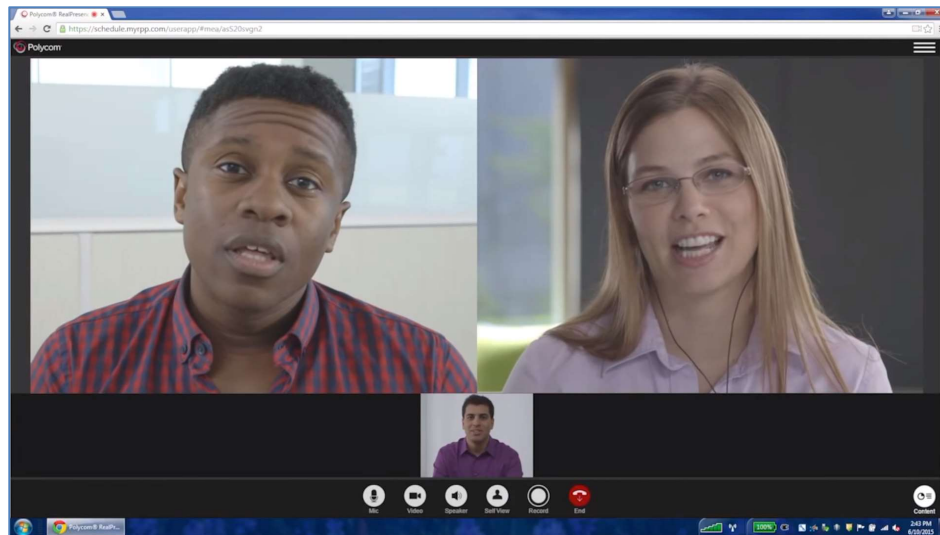 Polycom® RealPresen
https://schedule.myrpp.com/userapp/#mea/as520svgn2
Polycom
Mic
Video
Speaker
Self View
Record
End
Content
Polycom® RealPr...
100%
2:43 PM
6/10/2015